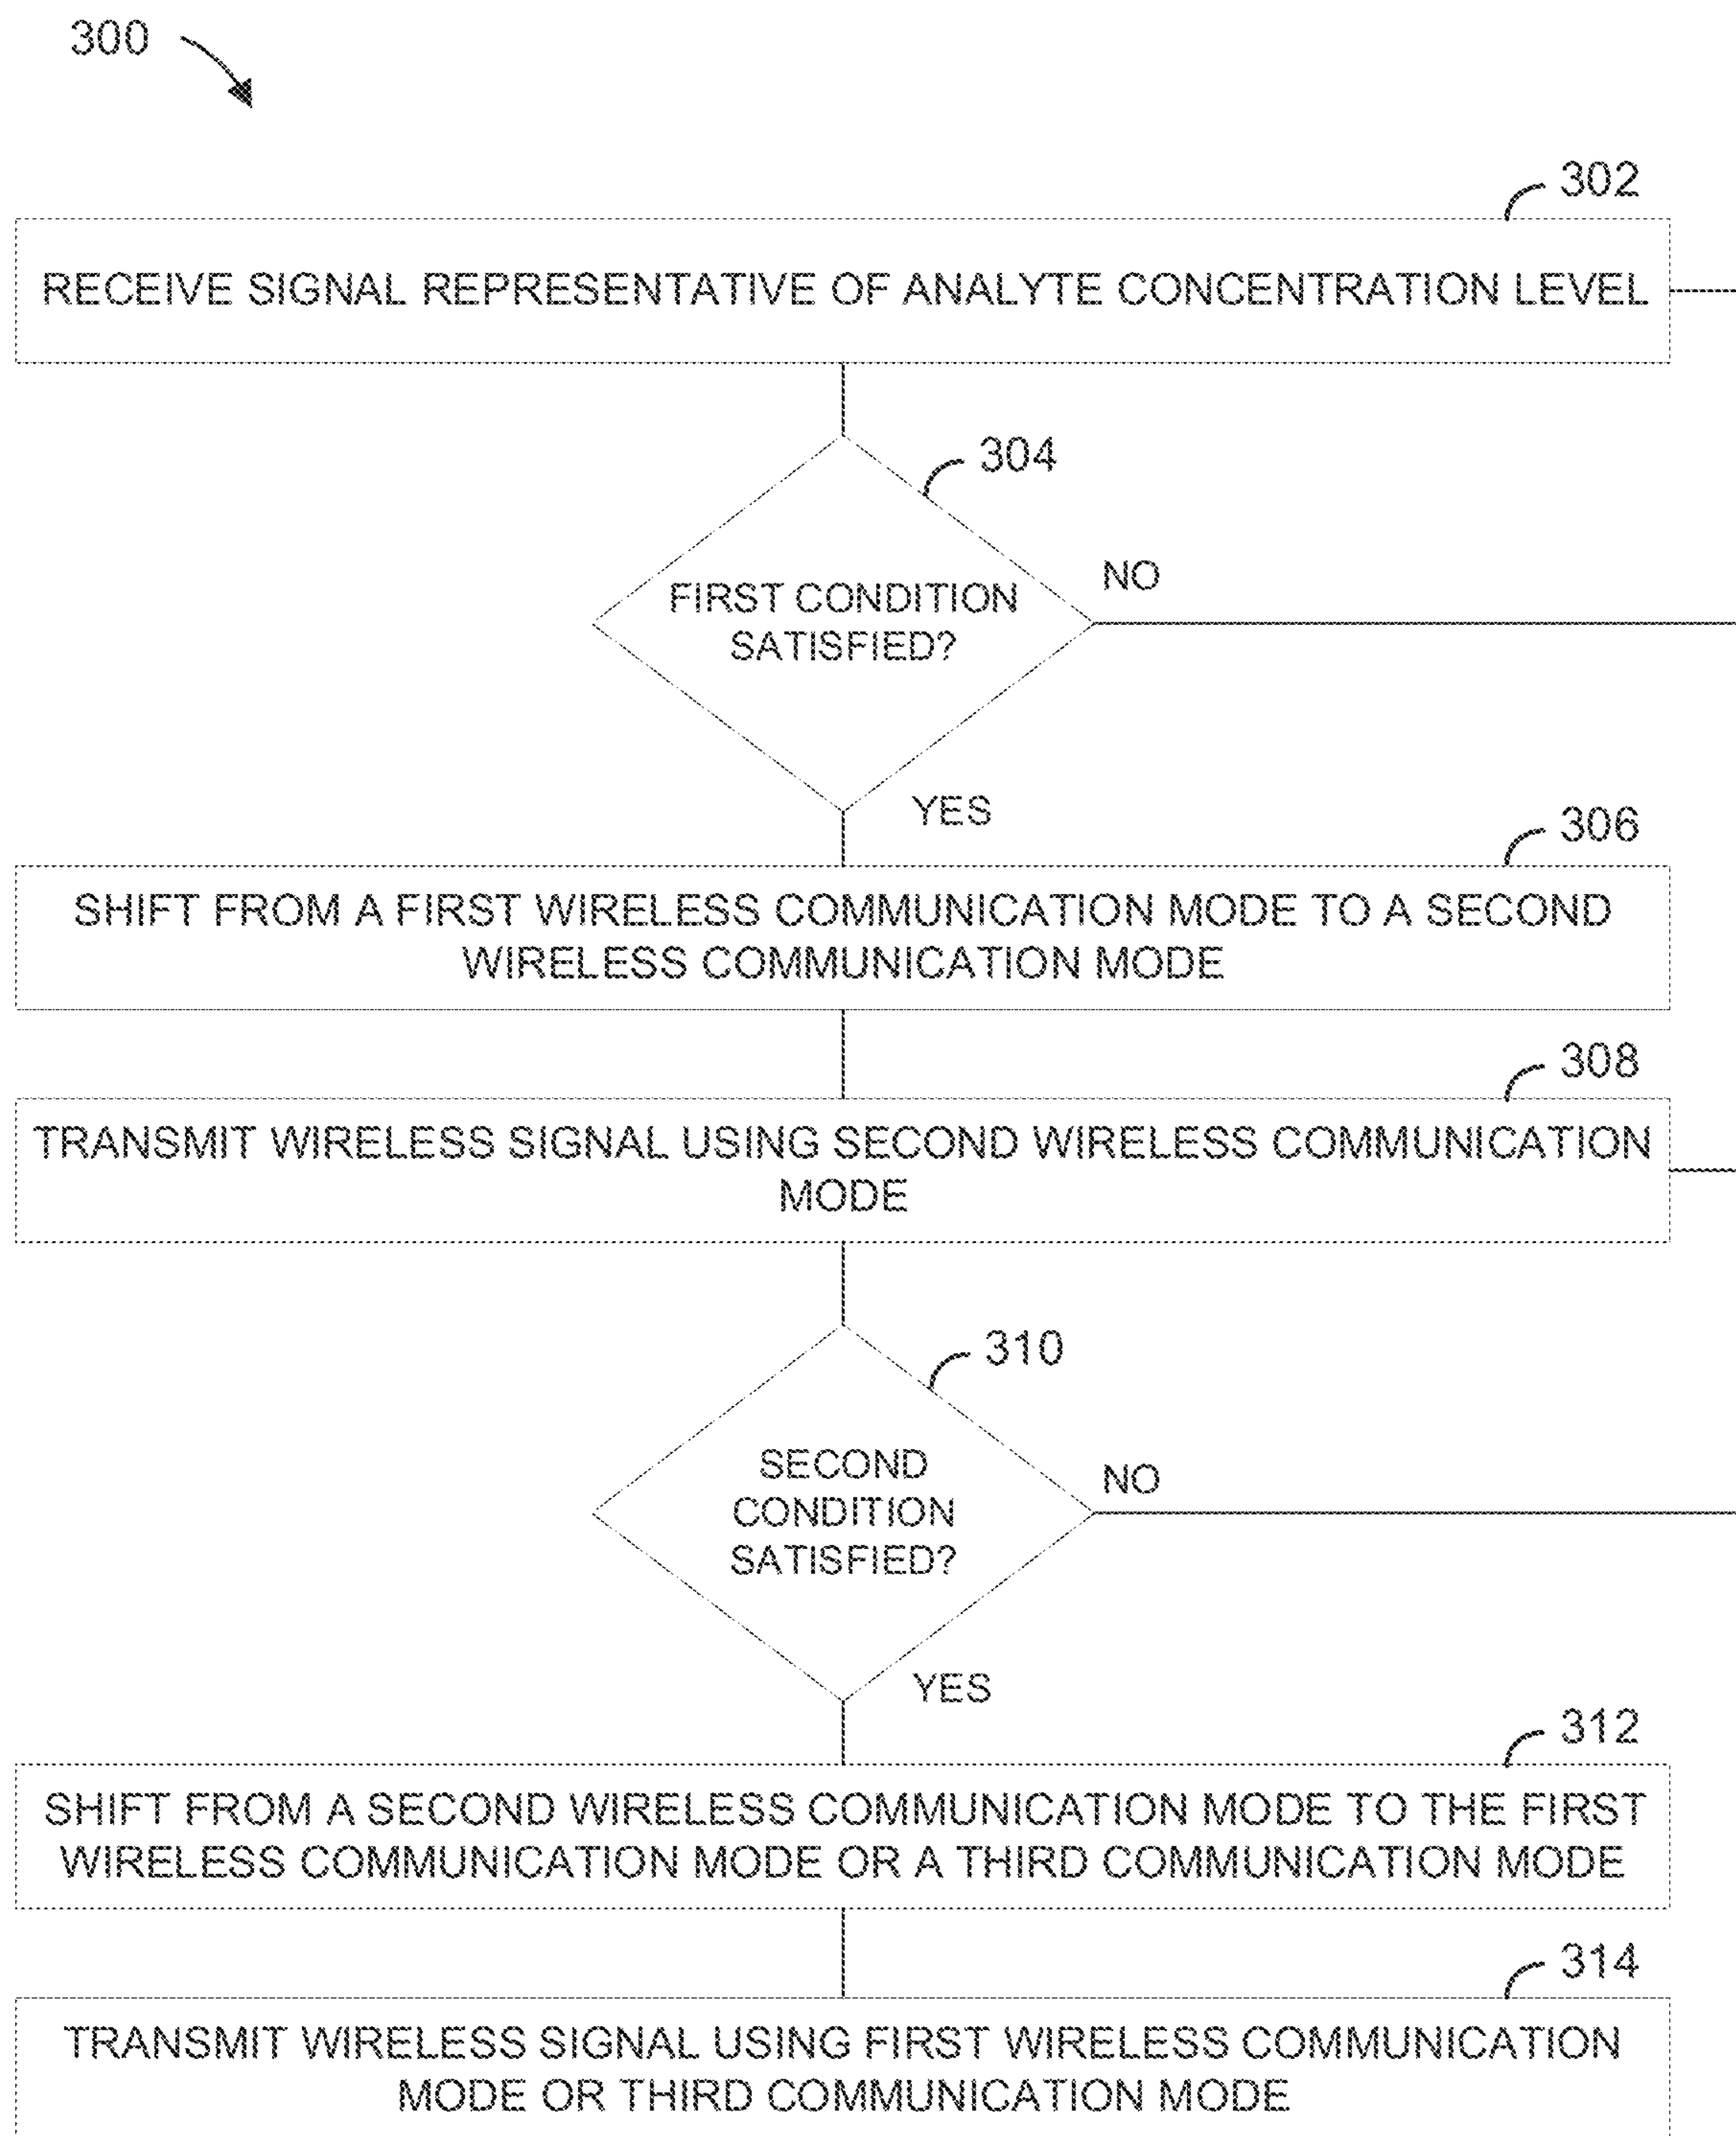 300
302
RECEIVE SIGNAL REPRESENTATIVE OF ANALYTE CONCENTRATION LEVEL
304
FIRST CONDITION
SATISFIED?
NO
YES
306
SHIFT FROM A FIRST WIRELESS COMMUNICATION MODE TO A SECOND
WIRELESS COMMUNICATION MODE
308
TRANSMIT WIRELESS SIGNAL USING SECOND WIRELESS COMMUNICATION
MODE
310
SECOND
CONDITION
SATISFIED?
NO
YES
312
SHIFT FROM A SECOND WIRELESS COMMUNICATION MODE TO THE FIRST
WIRELESS COMMUNICATION MODE OR A THIRD COMMUNICATION MODE
314
TRANSMIT WIRELESS SIGNAL USING FIRST WIRELESS COMMUNICATION
MODE OR THIRD COMMUNICATION MODE